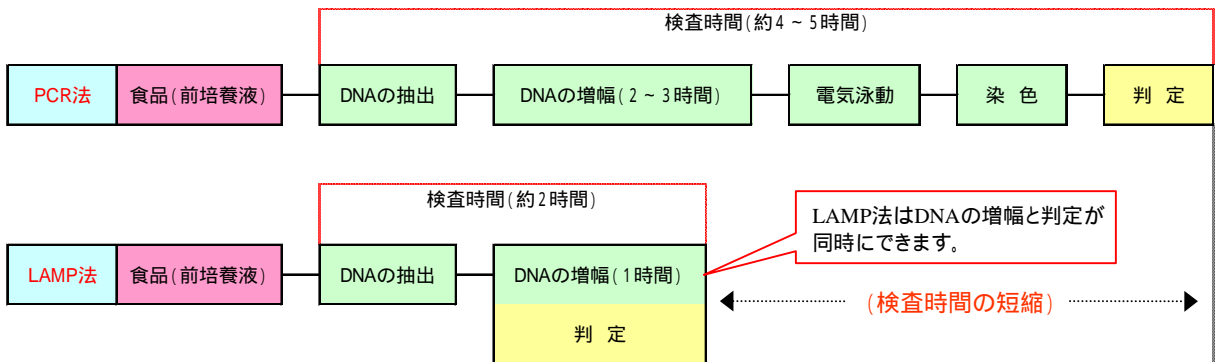 検査時間(約4~5時間)
PCR法 食品(前培養液) DNAの抽出 DNAの増幅(2~3時間) 電気泳動 染 色 判 定
検査時間(約2時間)
LAMP法はDNAの増幅と判定が
同時にできます。
LAMP法 食品(前培養液) DNAの抽出 DNAの増幅(1時間)
(検査時間の短縮)
判 定